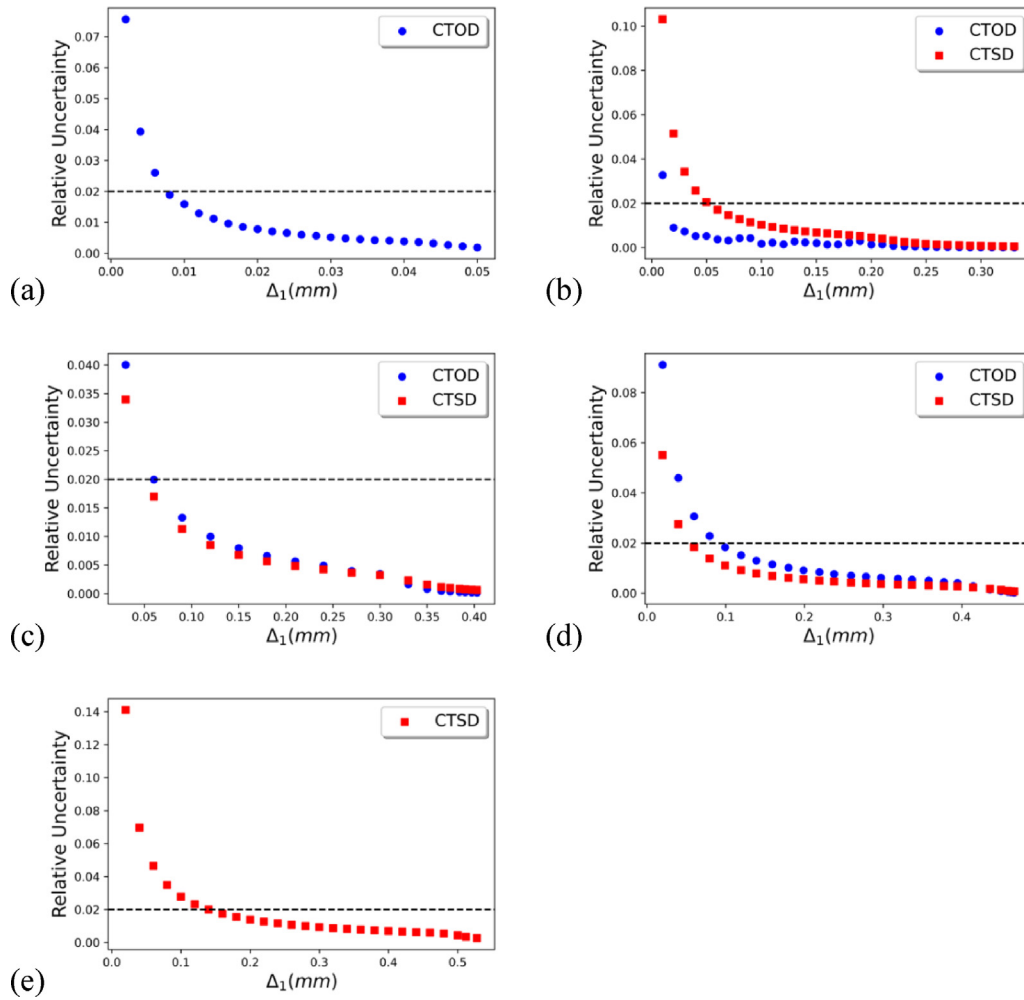 CTOD
Relative Uncertainty
0.07
0.06
0.05
0.04
0.03
0.02
0.01
0.00
0.00 0.01 0.02 0.03 0.04 0.05
Δ₁(mm)
(a)
CTOD
CTSD
Relative Uncertainty
0.10
0.08
0.06
0.04
0.02
0.00
0.00 0.05 0.10 0.15 0.20 0.25 0.30
Δ₁(mm)
(b)
CTOD
CTSD
Relative Uncertainty
0.040
0.035
0.030
0.025
0.020
0.015
0.010
0.005
0.000
0.05 0.10 0.15 0.20 0.25 0.30 0.35 0.40
Δ₁(mm)
(c)
CTOD
CTSD
Relative Uncertainty
0.08
0.06
0.04
0.02
0.00
0.0 0.1 0.2 0.3 0.4
Δ₁(mm)
(d)
CTSD
Relative Uncertainty
0.14
0.12
0.10
0.08
0.06
0.04
0.02
0.00
0.0 0.1 0.2 0.3 0.4 0.5
Δ₁(mm)
(e)